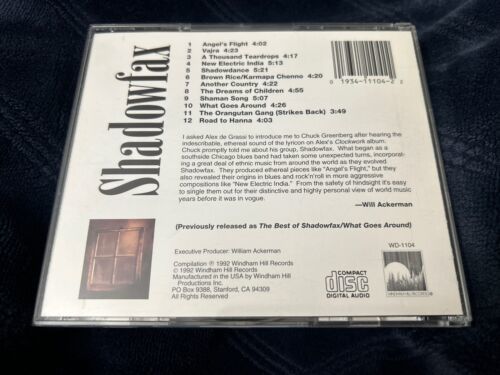 Shadowfax
1 Angel's Flight 4:02
2 Vajra 4:23
3 A Thousand Teardrops 4:17
4 New Electric India 5:13
5 Shadowdance 5:21
6 Brown Rice/Karmapa Chenno 4:20
7 Another Country 4:22
8 The Dreams of Children 4:55
9 Shaman Song 5:07
10 What Goes Around 4:26
11 The Orangutan Gang (Strikes Back) 3:49
12 Road to Hanna 4:03
0 1934-11104-2 2
I asked Alex de Grassi to introduce me to Chuck Greenberg after hearing the
indescribable, ethereal sound of the lyricon on Alex's Clockwork album.
Chuck promptly told me about his group, Shadowfax. What began as a
southside Chicago blues band had taken some unexpected turns, incorporat-
ing a great deal of ethnic music from around the world as they evolved
Shadowfax. They produced ethereal pieces like "Angel's Flight," but they
also revealed their origins in blues and rock'n'roll in more aggressive
compositions like "New Electric India." From the safety of hindsight it's easy
to single them out for their distinctive and highly personal view of world music
years before it was in vogue.
—Will Ackerman
(Previously released as The Best of Shadowfax/What Goes Around)
Executive Producer: William Ackerman
Compilation ℗ 1992 Windham Hill Records
© 1992 Windham Hill Records
Manufactured in the USA by Windham Hill
Productions Inc.
PO Box 9388, Stanford, CA 94309
All Rights Reserved
COMPACT
disc
DIGITAL AUDIO
WD-1104
WINDHAM HILL RECORDS